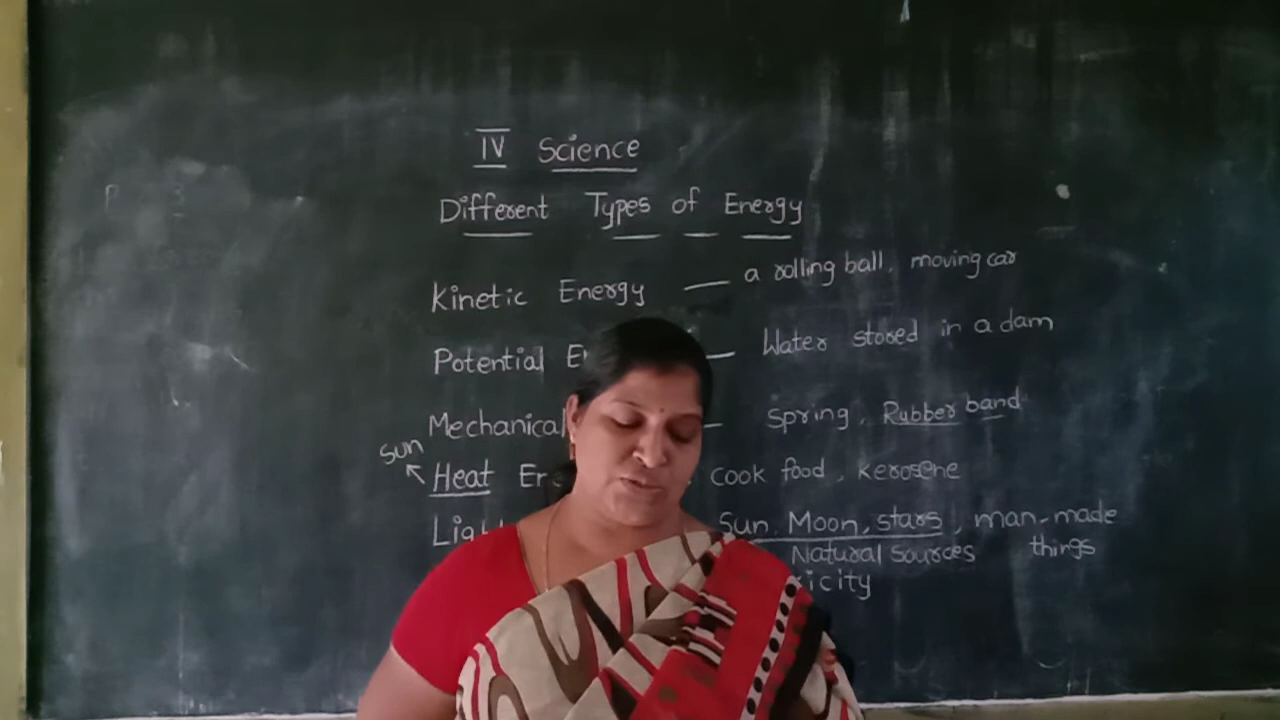 IV Science
Different Types of Energy
Kinetic Energy — a rolling ball, moving car
Potential — Water stored in a dam
Mechanical — Spring, Rubber band
Sun
Heat cook food, kerosene
Sun, Moon, stars, man-made
Natural Sources things